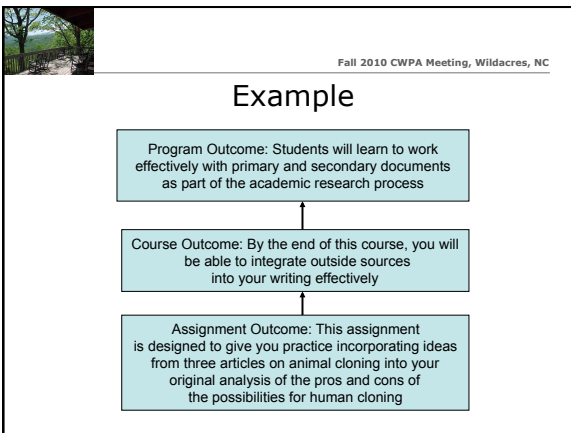 Fall 2010 CWPA Meeting, Wildacres, NC
Example
Program Outcome: Students will learn to work
effectively with primary and secondary documents
as part of the academic research process
Course Outcome: By the end of this course, you will
be able to integrate outside sources
into your writing effectively
Assignment Outcome: This assignment
is designed to give you practice incorporating ideas
from three articles on animal cloning into your
original analysis of the pros and cons of
the possibilities for human cloning